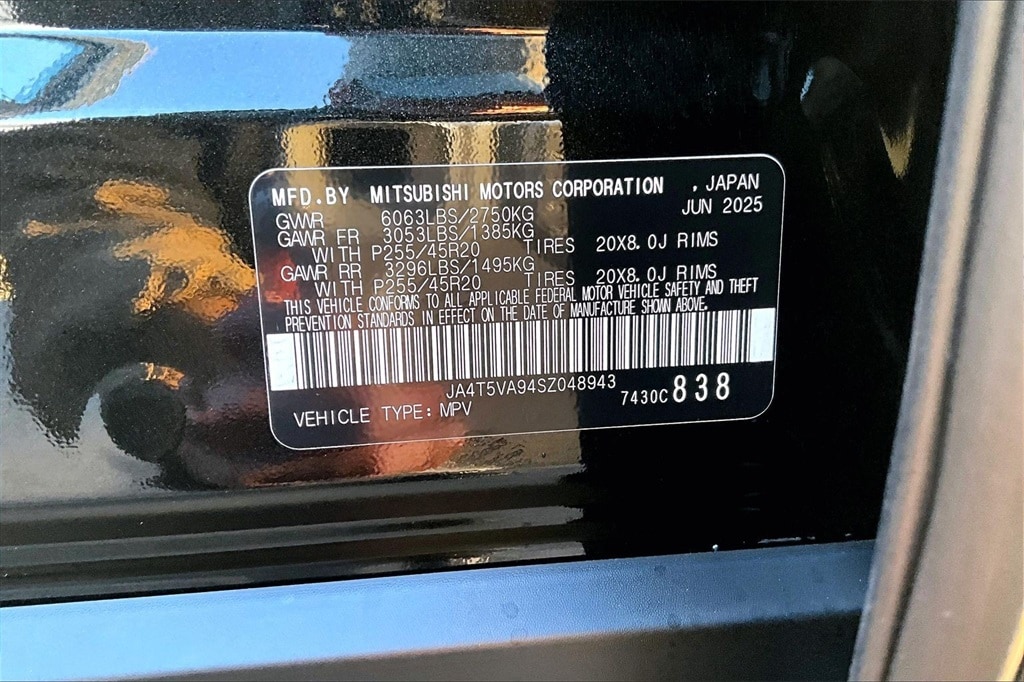 MFD.BY MITSUBISHI MOTORS CORPORATION , JAPAN
JUN 2025
GVWR 6063LBS/2750KG
GAWR FR 3053LBS/1385KG
WITH P255/45R20 TIRES 20X8.0J RIMS
GAWR RR 3296LBS/1495KG
WITH P255/45R20 TIRES 20X8.0J RIMS
THIS VEHICLE CONFORMS TO ALL APPLICABLE FEDERAL MOTOR VEHICLE SAFETY AND THEFT
PREVENTION STANDARDS IN EFFECT ON THE DATE OF MANUFACTURE SHOWN ABOVE.
JA4T5VA94SZ048943
7430C 838
VEHICLE TYPE: MPV